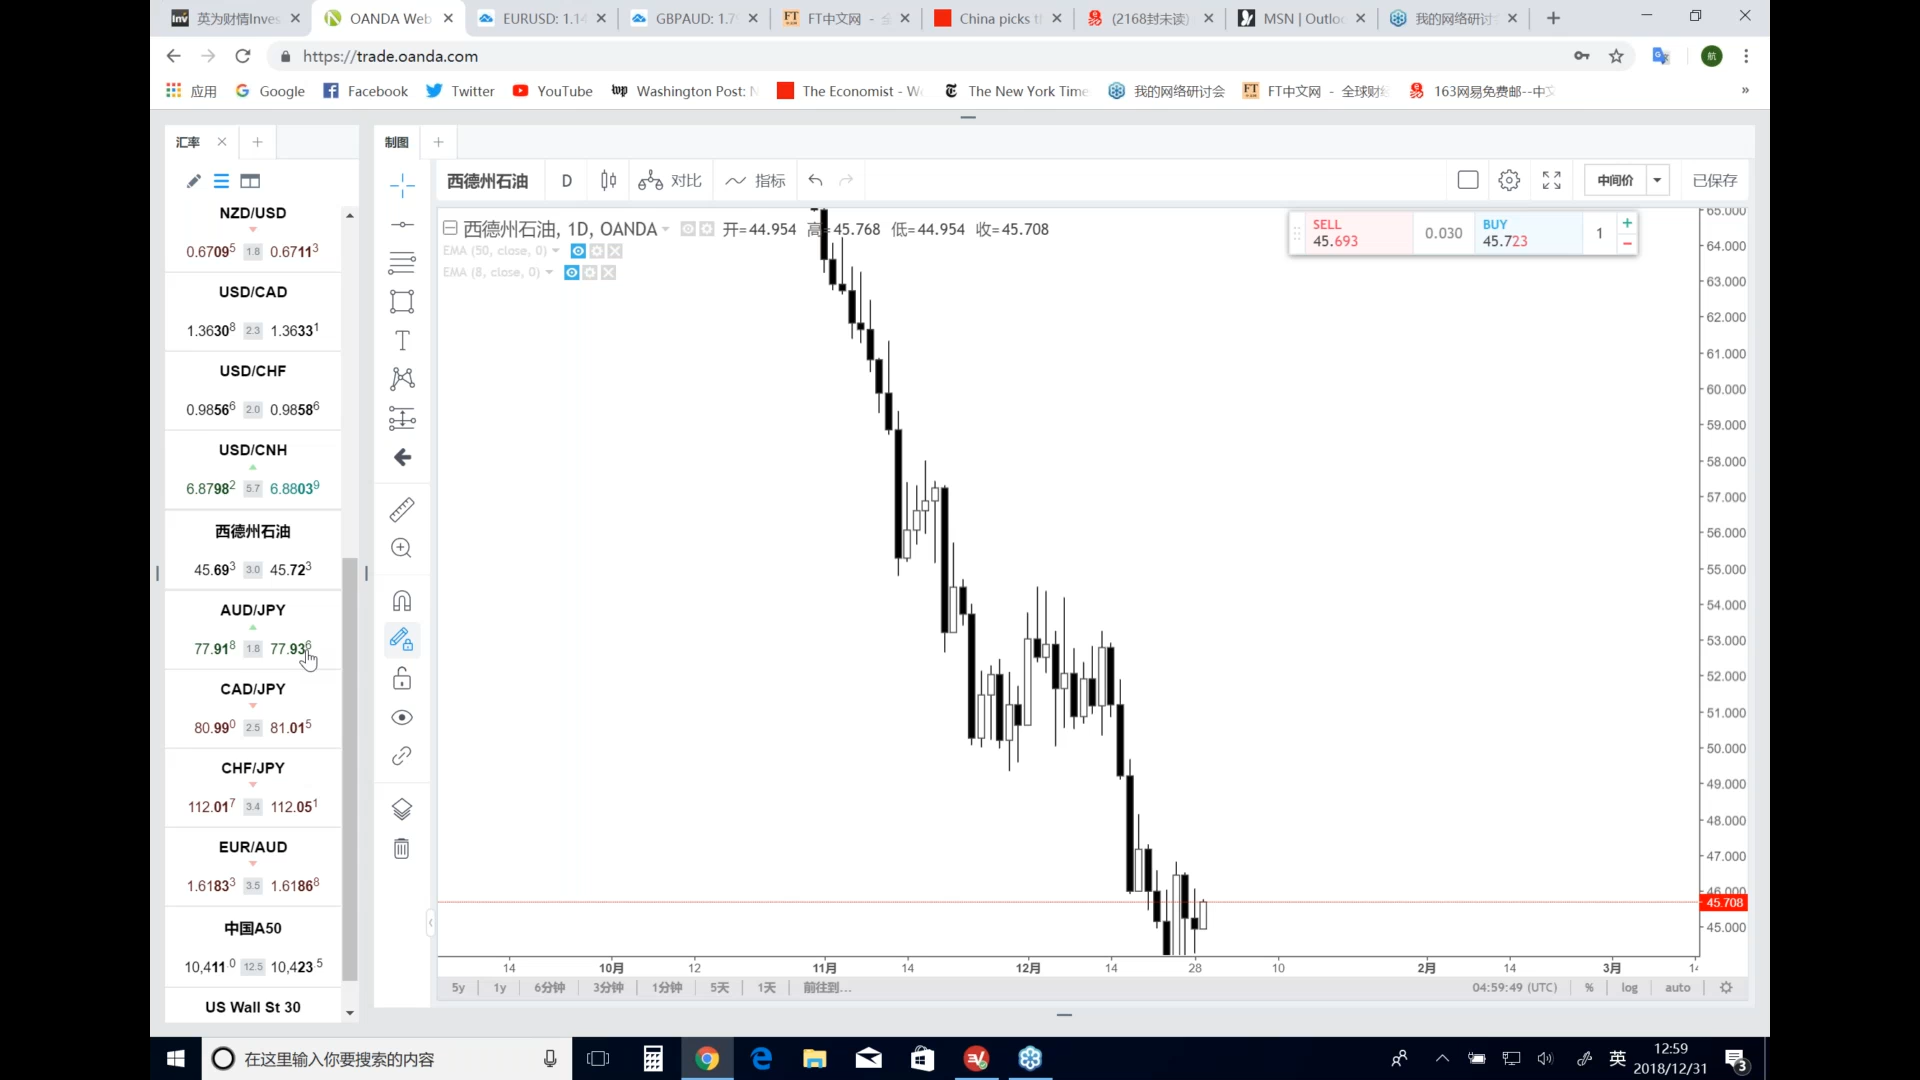 英为财情Inves
OANDA Web
EURUSD: 1.14
GBPAUD: 1.79
FT中文网 - 全
China picks th
(2168封未读)
MSN | Outloo
我的网络研讨
https://trade.oanda.com
航
应用
Google
Facebook
Twitter
YouTube
Washington Post: N
The Economist - Wo
The New York Time
我的网络研讨会
FT中文网 - 全球财经
163网易免费邮--中文
汇率
制图
西德州石油
D
对比
指标
中间价
已保存
西德州石油, 1D, OANDA
开=44.954 高=45.768 低=44.954 收=45.708
EMA (50, close, 0)
EMA (8, close, 0)
SELL
45.693
0.030
BUY
45.723
1
NZD/USD
0.67095 1.8 0.67113
USD/CAD
1.36308 2.3 1.36331
USD/CHF
0.98566 2.0 0.98586
USD/CNH
6.87982 5.7 6.88039
西德州石油
45.693 3.0 45.723
AUD/JPY
77.918 1.8 77.936
CAD/JPY
80.990 2.5 81.015
CHF/JPY
112.017 3.4 112.051
EUR/AUD
1.61833 3.5 1.61868
中国A50
10,411.0 12.5 10,423.5
US Wall St 30
65.000
64.000
63.000
62.000
61.000
60.000
59.000
58.000
57.000
56.000
55.000
54.000
53.000
52.000
51.000
50.000
49.000
48.000
47.000
46.000
45.708
45.000
14 10月 12 11月 14 12月 14 28 10 2月 14 3月 14
5y 1y 6分钟 3分钟 1分钟 5天 1天 前往到...
04:59:49 (UTC) % log auto
在这里输入你要搜索的内容
英
12:59
2018/12/31
3